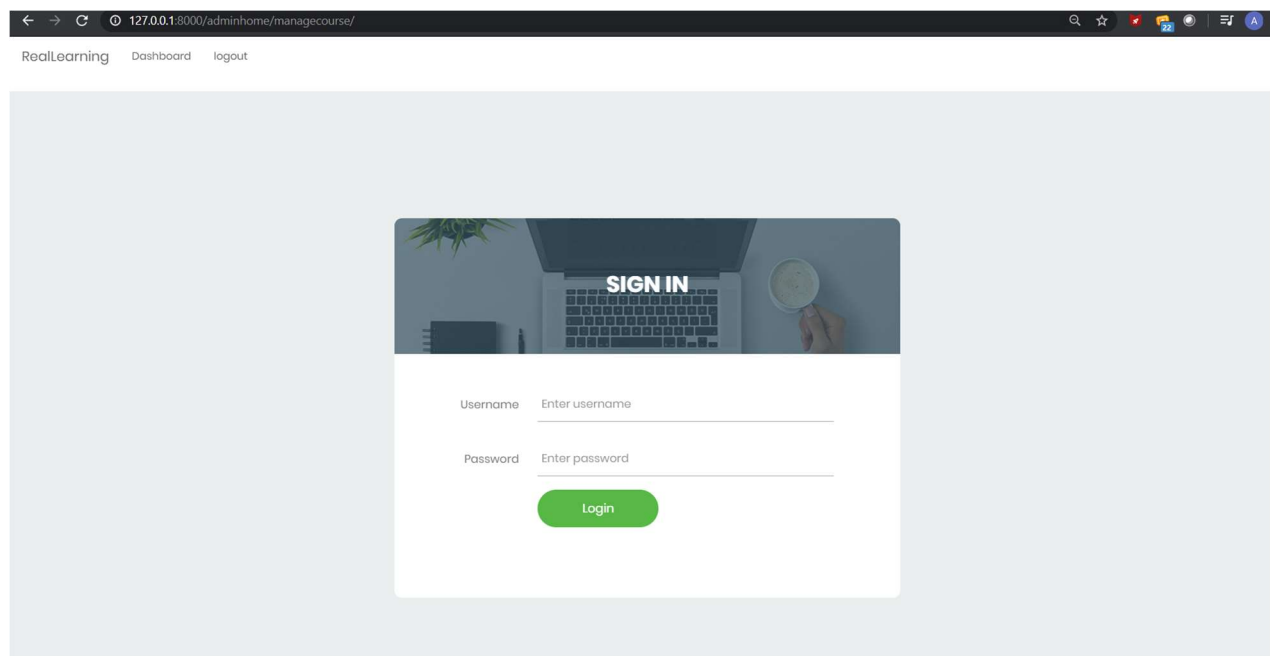 127.0.0.1:8000/adminhome/managecourse/
22
A
RealLearning Dashboard logout
SIGN IN
Username Enter username
Password Enter password
Login